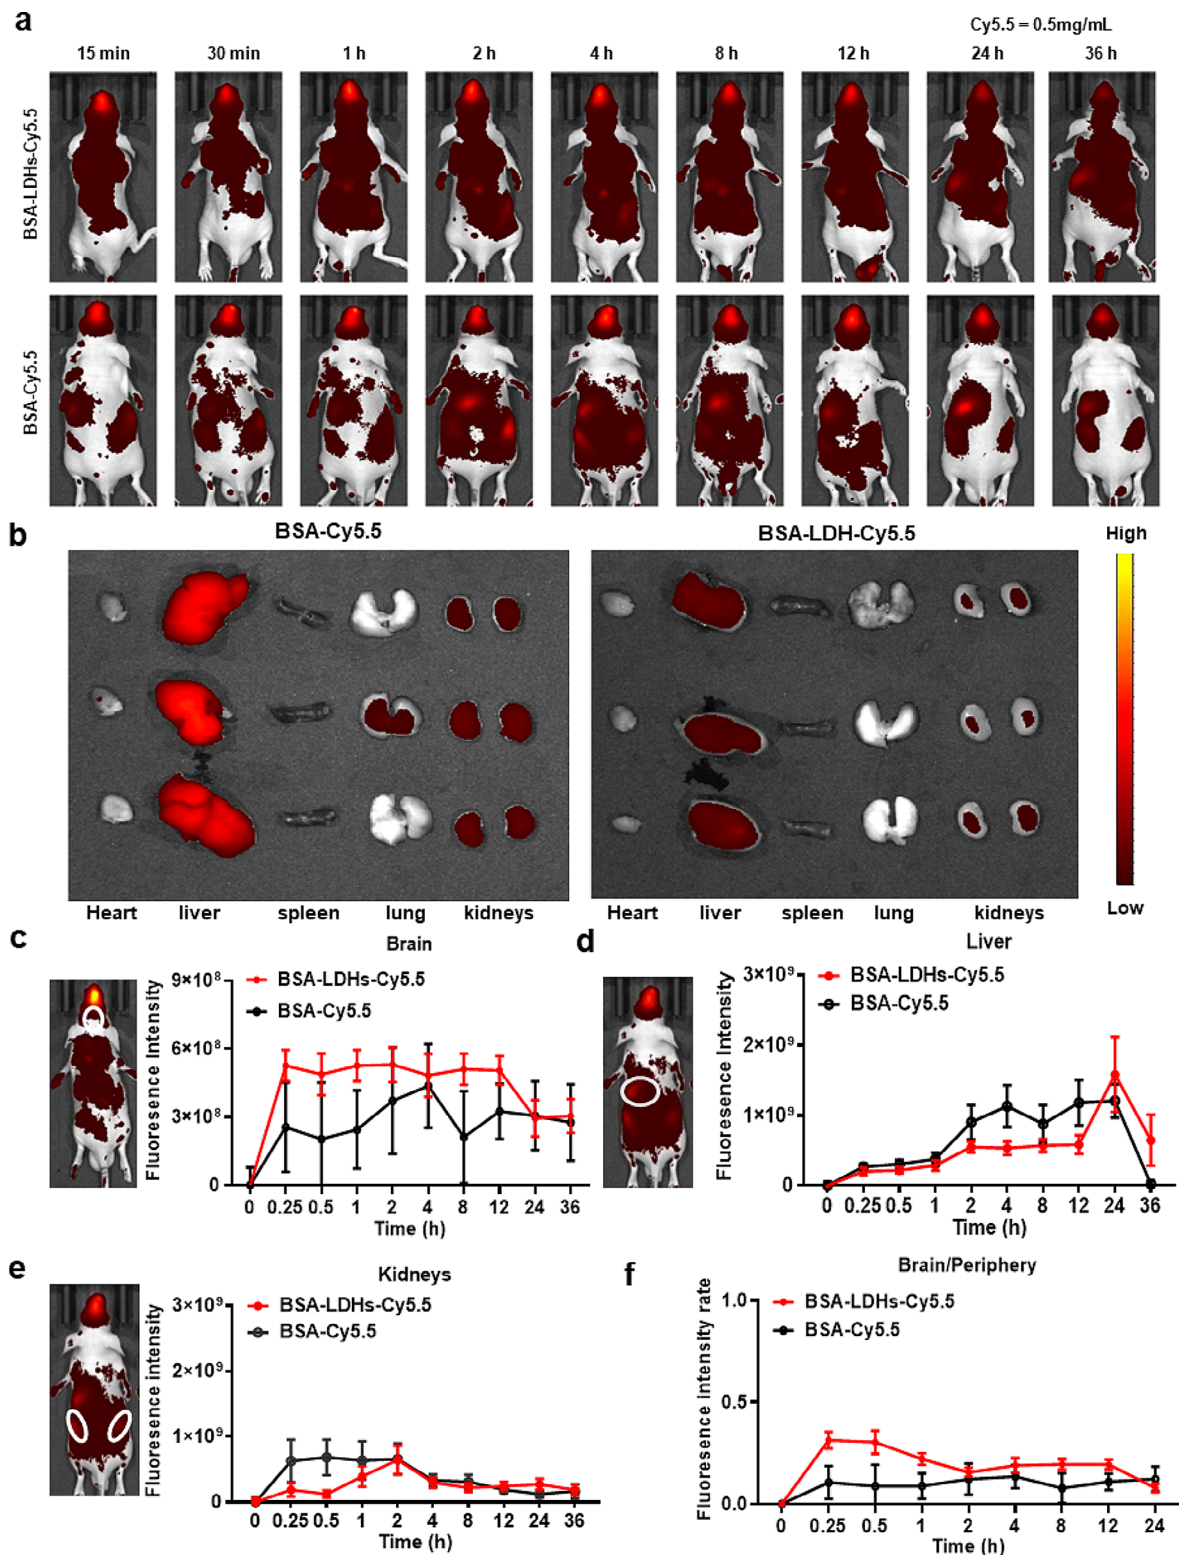 a
Cy5.5 = 0.5mg/mL
15 min 30 min 1 h 2 h 4 h 8 h 12 h 24 h 36 h
BSA-LDHs-Cy5.5
BSA-Cy5.5
b
BSA-Cy5.5 BSA-LDH-Cy5.5
High
Low
Heart liver spleen lung kidneys Heart liver spleen lung kidneys
c
Brain
Fluoresence Intensity
9×10⁸
6×10⁸
3×10⁸
0
BSA-LDHs-Cy5.5
BSA-Cy5.5
0 0.25 0.5 1 2 4 8 12 24 36
Time (h)
d
Liver
Fluoresence Intensity
3×10⁹
2×10⁹
1×10⁹
0
BSA-LDHs-Cy5.5
BSA-Cy5.5
0 0.25 0.5 1 2 4 8 12 24 36
Time (h)
e
Kidneys
Fluoresence intensity
3×10⁹
2×10⁹
1×10⁹
0
BSA-LDHs-Cy5.5
BSA-Cy5.5
0 0.25 0.5 1 2 4 8 12 24 36
Time (h)
f
Brain/Periphery
Fluoresence intensity rate
1.0
0.5
0.0
BSA-LDHs-Cy5.5
BSA-Cy5.5
0 0.25 0.5 1 2 4 8 12 24
Time (h)